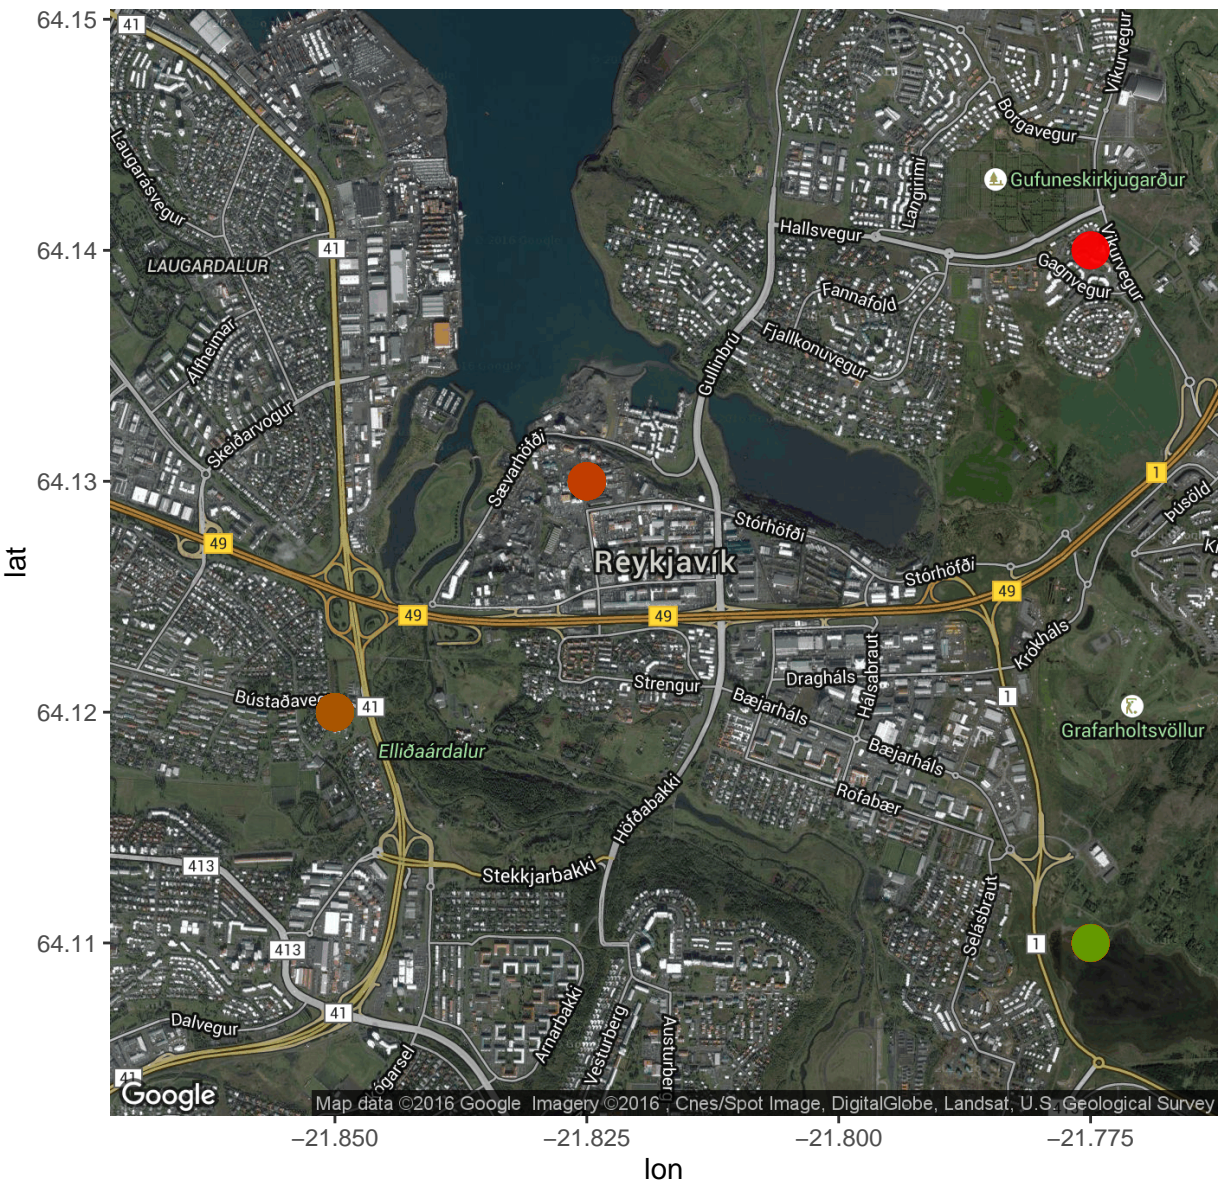 64.15
41
Vikurvegur
Borgavegur
Laugarásvegur
Langirimi
Gufuneskirkjugarður
Hallsvegur
Vikurvegur
64.14
41
LAUGARDALUR
Gagnvegur
Fannafold
Fjallkonuvegur
Gullinbrú
Altheimar
Skeiðarvogur
Sævarhöfði
64.13
1
Þúsöld
Stórhöfði
49
Reykjavík
Stórhöfði
49
49
49
Krókháls
Hálsabraut
Dragháls
Strengur
1
Bæjarháls
64.12
41
Grafarholtsvöllur
Elliðaárdalur
Bæjarháls
Rofabær
Höfðabakki
413
Stekkjarbakki
Selásbraut
64.11
413
1
41
Dalvegur
Arnarbakki
Vesturberg
Austurberg
41
Google
Map data ©2016 Google Imagery ©2016 , Cnes/Spot Image, DigitalGlobe, Landsat, U.S. Geological Survey
−21.850
−21.825
−21.800
−21.775
lon
lat